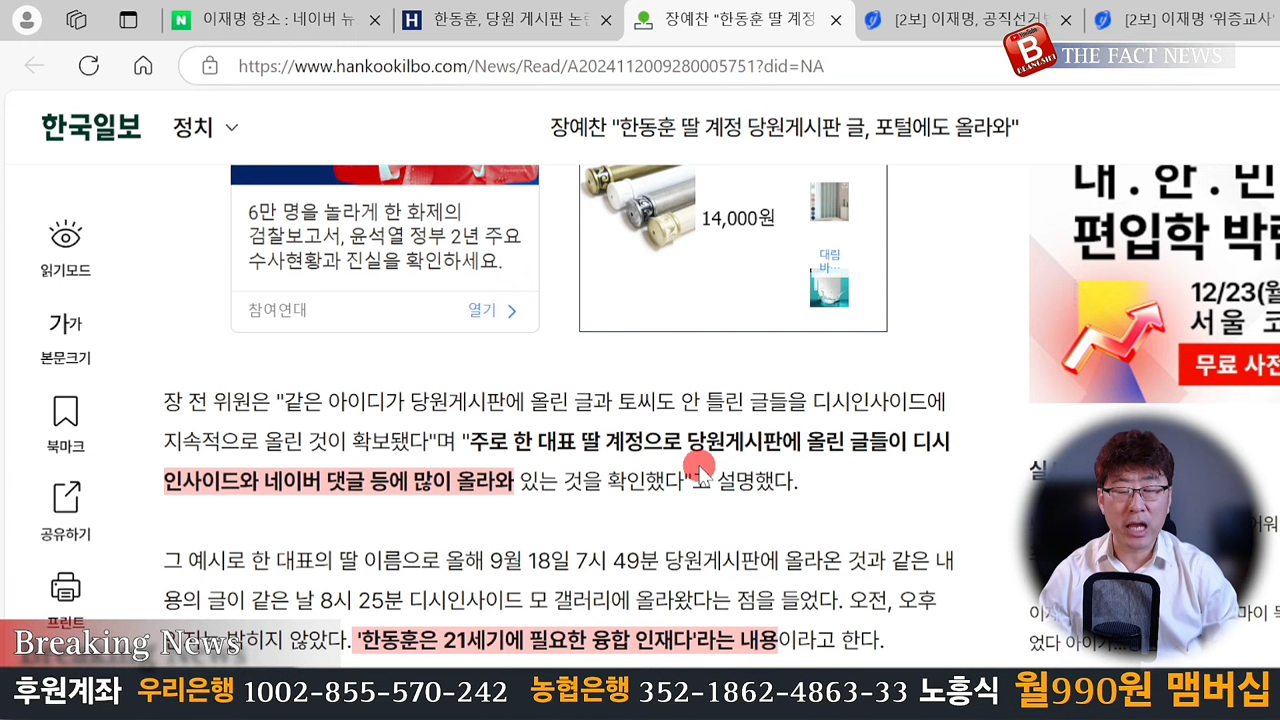 이재명 항소 : 네이버 뉴
한동훈, 당원 게시판 논란
장예찬 "한동훈 딸 계정
[2보] 이재명, 공직선거
[2보] 이재명 '위증교사'
THE FACT NEWS
한국일보
정치
장예찬 "한동훈 딸 계정 당원게시판 글, 포털에도 올라와"
6만 명을 놀라게 한 화제의
검찰보고서, 윤석열 정부 2년 주요
수사현황과 진실을 확인하세요.
참여연대
열기
14,000원
대림
바...
내 . 안 . 민
편입학
12/23(월
서울
무료 사전
읽기모드
가가
본문크기
북마크
공유하기
프린트
장 전 위원은 "같은 아이디가 당원게시판에 올린 글과 토씨도 안 틀린 글들을 디시인사이드에
지속적으로 올린 것이 확보됐다"며 "주로 한 대표 딸 계정으로 당원게시판에 올린 글들이 디시
인사이드와 네이버 댓글 등에 많이 올라와 있는 것을 확인했다"고 설명했다.
그 예시로 한 대표의 딸 이름으로 올해 9월 18일 7시 49분 당원게시판에 올라온 것과 같은 내
용의 글이 같은 날 8시 25분 디시인사이드 모 갤러리에 올라왔다는 점을 들었다. 오전, 오후
밝히지 않았다. '한동훈은 21세기에 필요한 융합 인재다'라는 내용이라고 한다.
Breaking News
후원계좌 우리은행 1002-855-570-242 농협은행 352-1862-4863-33 노흥식 월990원 맴버십